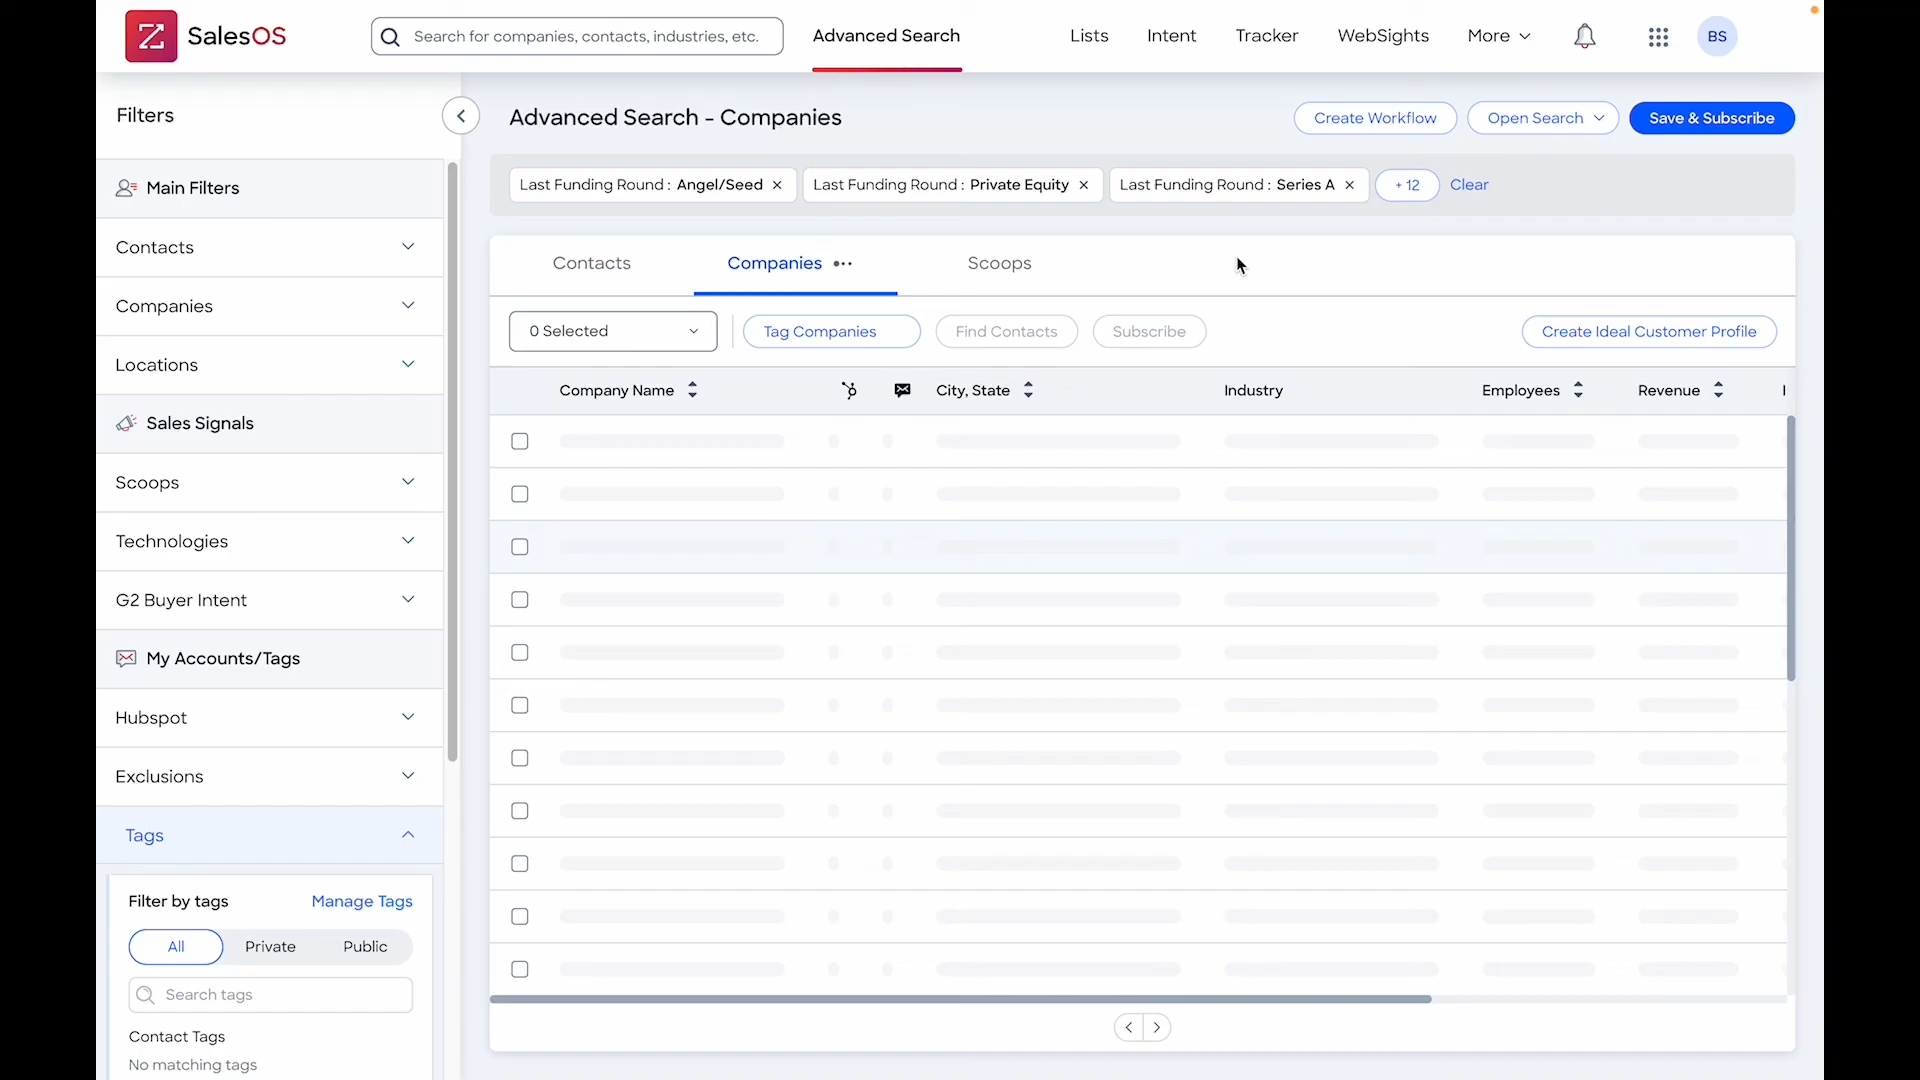 SalesOS
Search for companies, contacts, industries, etc.
Advanced Search
Lists
Intent
Tracker
WebSights
More
BS
Filters
Main Filters
Contacts
Companies
Locations
Sales Signals
Scoops
Technologies
G2 Buyer Intent
My Accounts/Tags
Hubspot
Exclusions
Tags
Filter by tags
Manage Tags
All
Private
Public
Search tags
Contact Tags
No matching tags
Advanced Search - Companies
Create Workflow
Open Search
Save & Subscribe
Last Funding Round : Angel/Seed
Last Funding Round : Private Equity
Last Funding Round : Series A
+ 12
Clear
Contacts
Companies
Scoops
0 Selected
Tag Companies
Find Contacts
Subscribe
Create Ideal Customer Profile
Company Name
City, State
Industry
Employees
Revenue